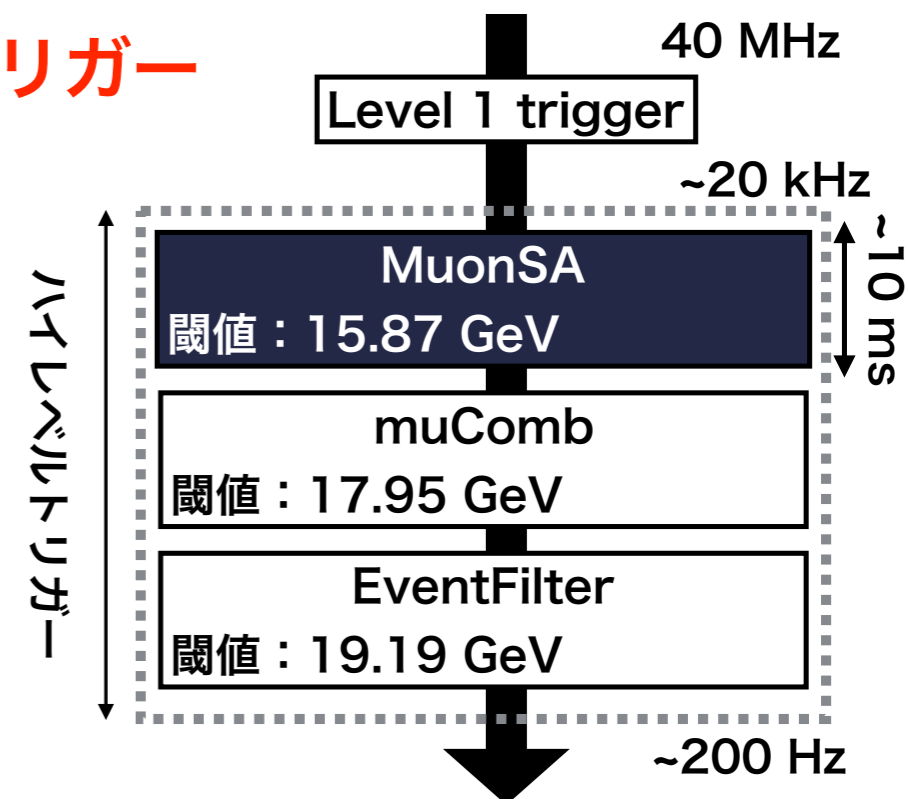 リガー
40 MHz
Level 1 trigger
~20 kHz
MuonSA
閾値：15.87 GeV
~10 ms
ハイレベルトリガー
muComb
閾値：17.95 GeV
EventFilter
閾値：19.19 GeV
~200 Hz